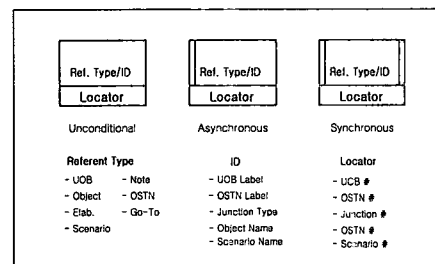 Ref. Type/ID
Locator
Unconditional
Ref. Type/ID
Locator
Asynchronous
Ref. Type/ID
Locator
Synchronous
Referent Type
- UOB
- Note
- Object
- OSTN
- Elab.
- Go-To
- Scenario
ID
- UOB Label
- OSTN Label
- Junction Type
- Object Name
- Scenario Name
Locator
- UCB #
- OSTN #
- Junction #
- OSTN #
- Scenario #